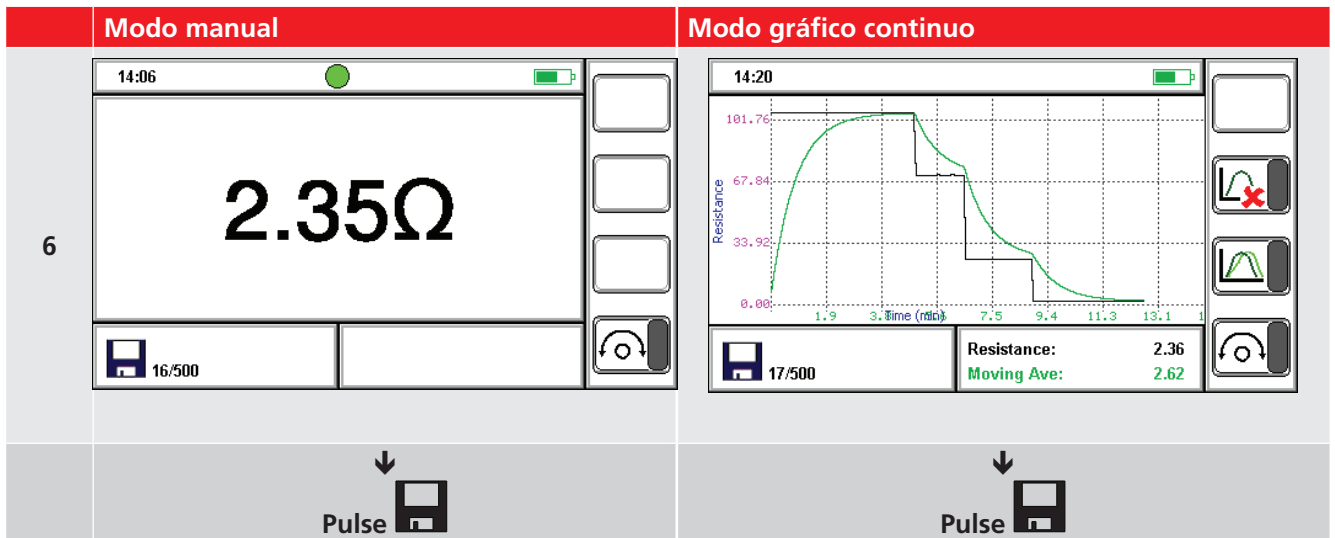 Modo manual
Modo gráfico continuo
6
14:06
2.35Ω
16/500
14:20
101.76
67.84
33.92
0.00
Resistance
1.9
7.5 9.4 11.3 13.1
Time (min)
17/500
Resistance: 2.36
Moving Ave: 2.62
Pulse
Pulse